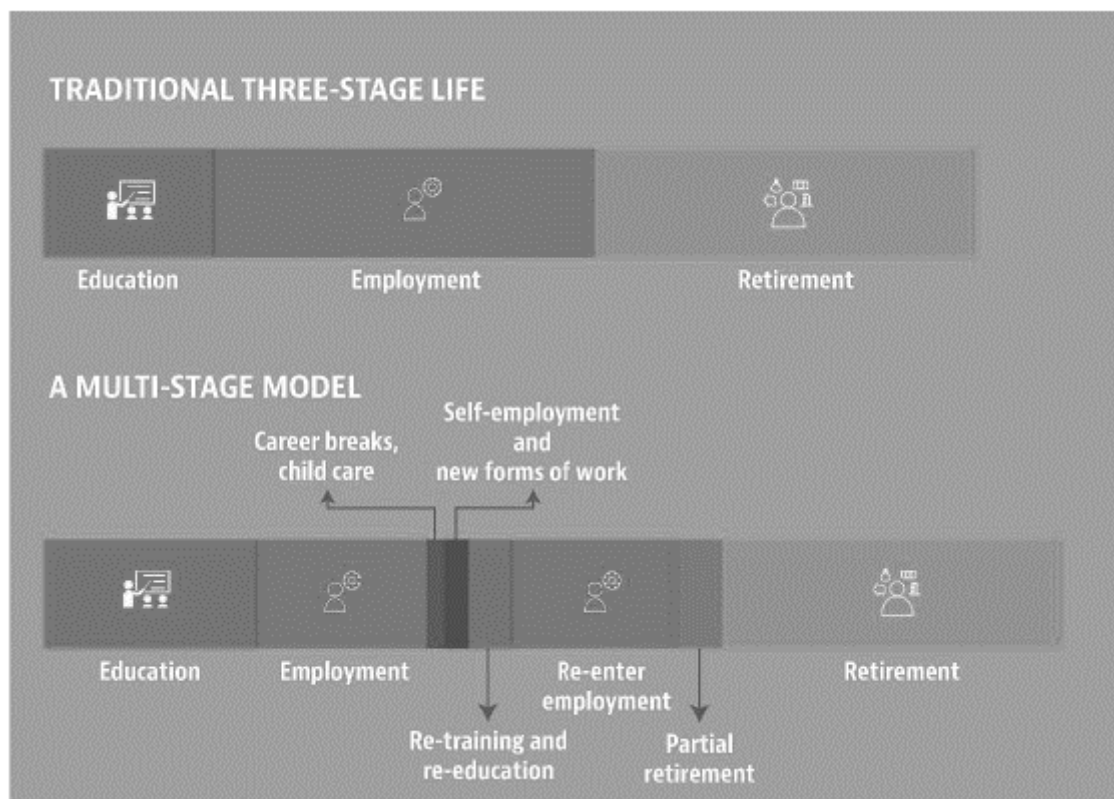 TRADITIONAL THREE-STAGE LIFE
Education
Employment
Retirement
A MULTI-STAGE MODEL
Career breaks,
child care
Self-employment
and
new forms of work
Education
Employment
Re-enter
employment
Retirement
Re-training and
re-education
Partial
retirement